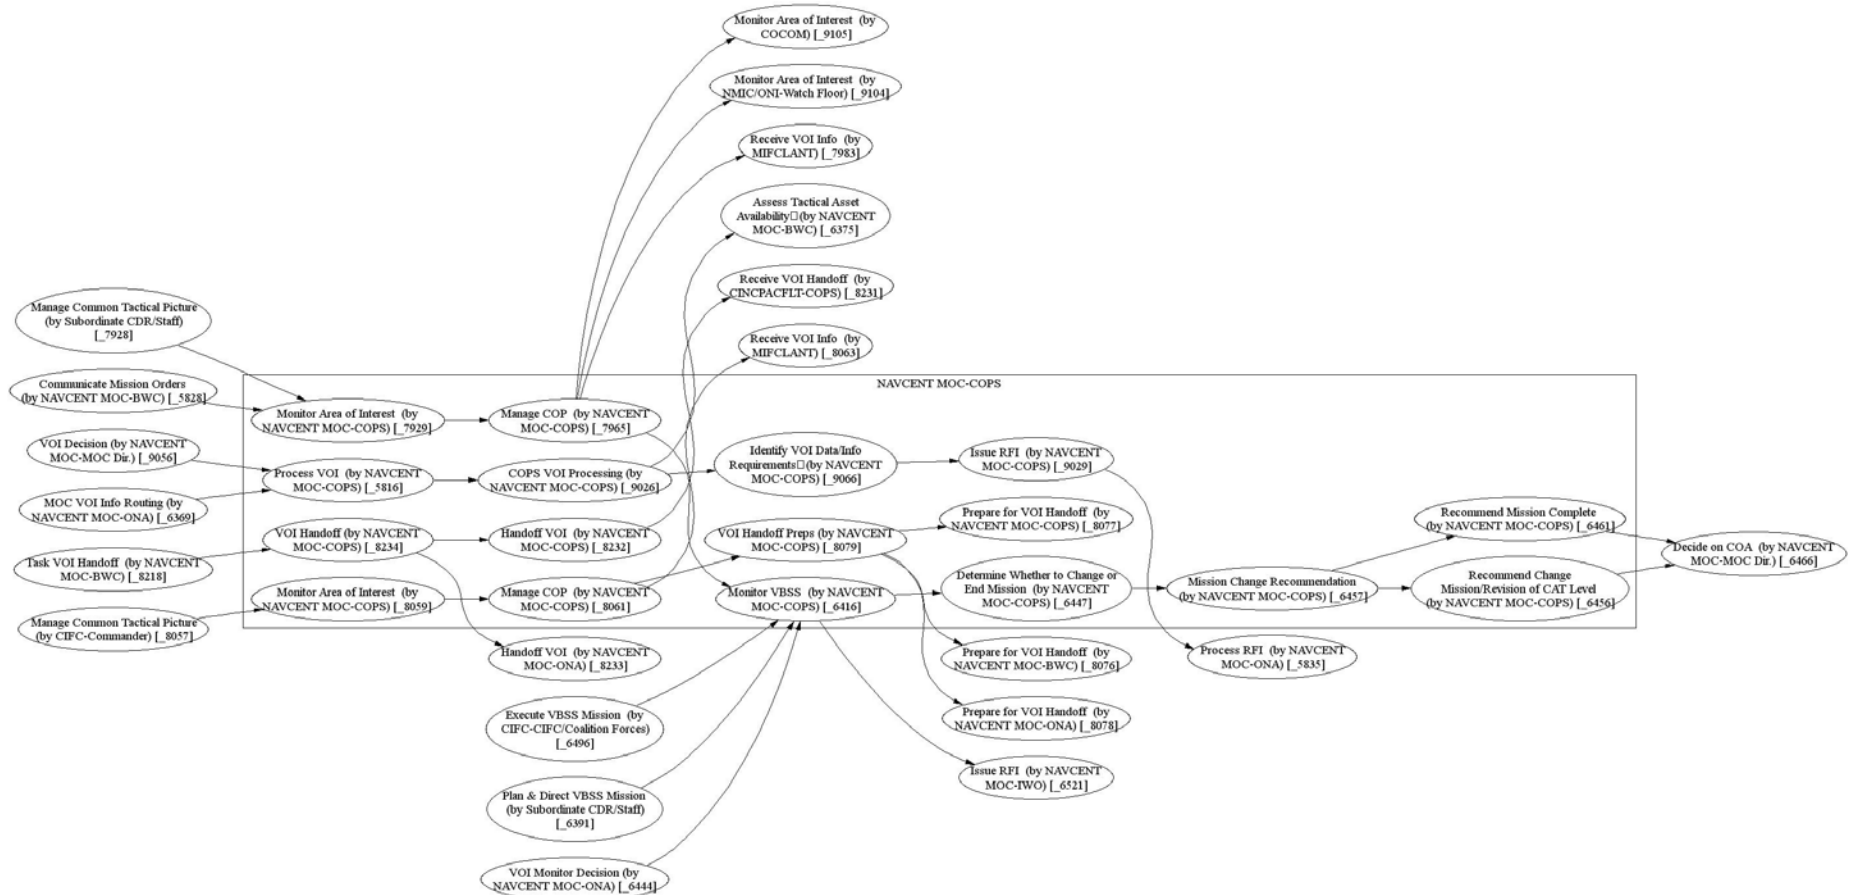 Monitor Area of Interest (by
COCOM) [_9105]
Monitor Area of Interest (by
NMIC/ONI-Watch Floor) [_9104]
Receive VOI Info (by
MIFCLANT) [_7983]
Assess Tactical Asset
Availability□(by NAVCENT
MOC-BWC) [_6375]
Receive VOI Handoff (by
CINCPACFLT-COPS) [_8231]
Receive VOI Info (by
MIFCLANT) [_8063]
Manage Common Tactical Picture
(by Subordinate CDR/Staff)
[_7928]
Communicate Mission Orders
(by NAVCENT MOC-BWC) [_5828]
VOI Decision (by NAVCENT
MOC-MOC Dir.) [_9056]
MOC VOI Info Routing (by
NAVCENT MOC-ONA) [_6369]
Task VOI Handoff (by NAVCENT
MOC-BWC) [_8218]
Manage Common Tactical Picture
(by CIFC-Commander) [_8057]
NAVCENT MOC-COPS
Monitor Area of Interest (by
NAVCENT MOC-COPS) [_7929]
Process VOI (by NAVCENT
MOC-COPS) [_5816]
VOI Handoff (by NAVCENT
MOC-COPS) [_8234]
Monitor Area of Interest (by
NAVCENT MOC-COPS) [_8059]
Manage COP (by NAVCENT
MOC-COPS) [_7965]
COPS VOI Processing (by
NAVCENT MOC-COPS) [_9026]
Handoff VOI (by NAVCENT
MOC-COPS) [_8232]
Manage COP (by NAVCENT
MOC-COPS) [_8061]
Handoff VOI (by NAVCENT
MOC-ONA) [_8233]
Execute VBSS Mission (by
CIFC-CIFC/Coalition Forces)
[_6496]
Plan & Direct VBSS Mission
(by Subordinate CDR/Staff)
[_6391]
VOI Monitor Decision (by
NAVCENT MOC-ONA) [_6444]
Identify VOI Data/Info
Requirements□(by NAVCENT
MOC-COPS) [_9066]
VOI Handoff Preps (by NAVCENT
MOC-COPS) [_8079]
Monitor VBSS (by NAVCENT
MOC-COPS) [_6416]
Issue RFI (by NAVCENT
MOC-COPS) [_9029]
Prepare for VOI Handoff (by
NAVCENT MOC-COPS) [_8077]
Determine Whether to Change or
End Mission (by NAVCENT
MOC-COPS) [_6447]
Prepare for VOI Handoff (by
NAVCENT MOC-BWC) [_8076]
Prepare for VOI Handoff (by
NAVCENT MOC-ONA) [_8078]
Issue RFI (by NAVCENT
MOC-IWO) [_6521]
Mission Change Recommendation
(by NAVCENT MOC-COPS) [_6457]
Process RFI (by NAVCENT
MOC-ONA) [_5835]
Recommend Mission Complete
(by NAVCENT MOC-COPS) [_6461]
Recommend Change
Mission/Revision of CAT Level
(by NAVCENT MOC-COPS) [_6456]
Decide on COA (by NAVCENT
MOC-MOC Dir.) [_6466]